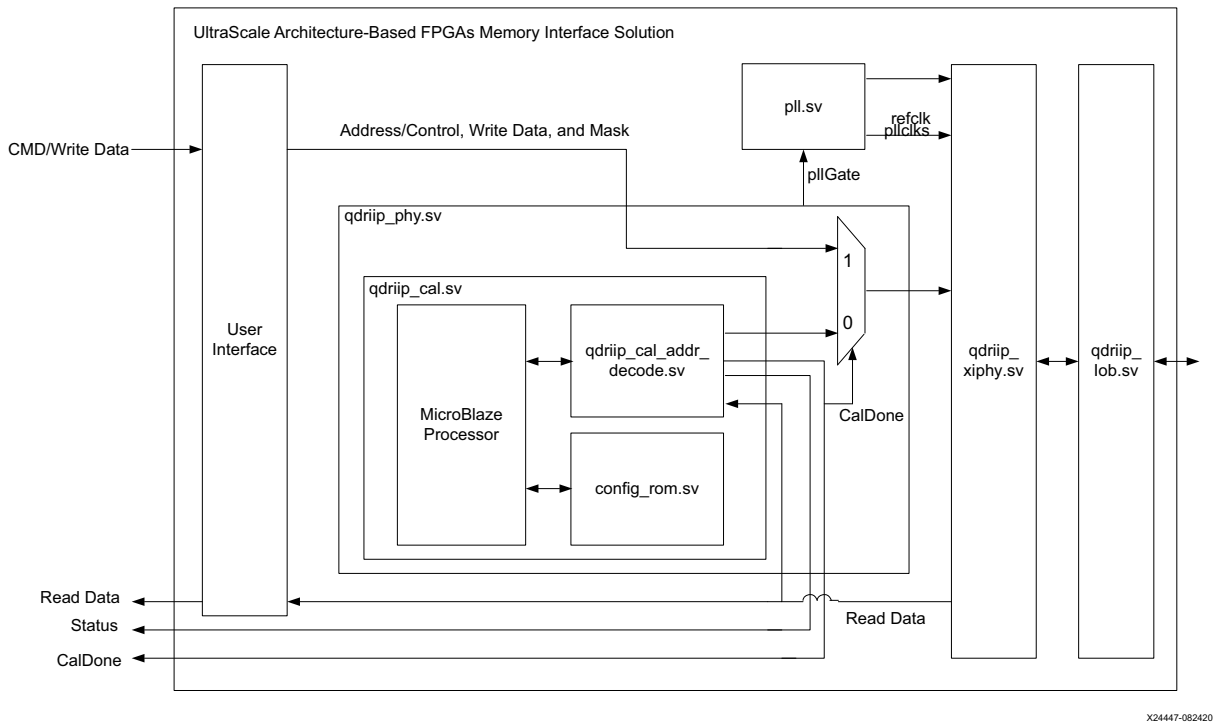 UltraScale Architecture-Based FPGAs Memory Interface Solution
pll.sv
refclk
pllclks
Address/Control, Write Data, and Mask
CMD/Write Data
pllGate
qdriip_phy.sv
1
qdriip_cal.sv
0
User
Interface
qdriip_cal_addr_
decode.sv
qdriip_
xiphy.sv
qdriip_
lob.sv
MicroBlaze
Processor
CalDone
config_rom.sv
Read Data
Read Data
Status
CalDone
X24447-082420